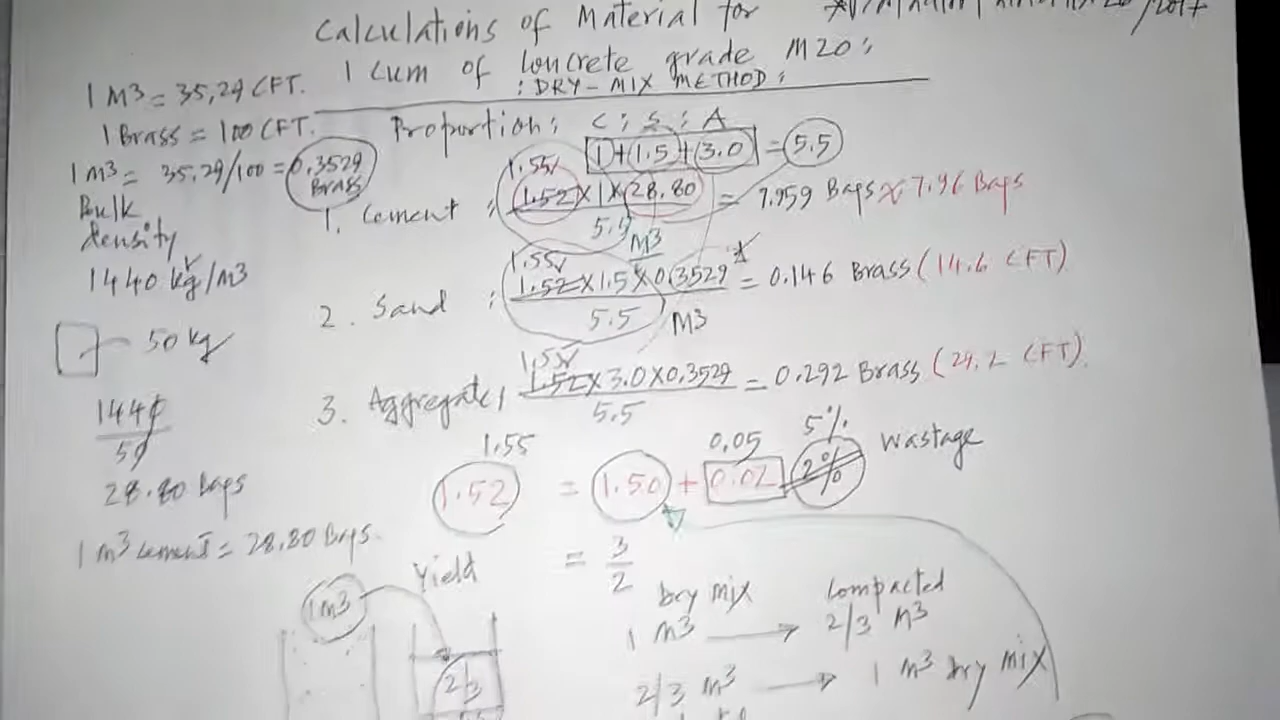 Calculations of Material for
1 cum of concrete grade M20:
: DRY-MIX METHOD:
1 M3 = 35.29 CFT.
1 Brass = 100 CFT.
1 M3 = 35.29/100 = 0.3529 Brass
Proportion: C : S : A
1+1.5+3.0 = 5.5
Bulk
density
1440 kg/m3
1.55
1. Cement : 1.52 X 1 X 28.80 = 7.959 Bags 7.96 Bags
5.5
M3
1.55
2. Sand : 1.52 X 1.5 X 0.3529 = 0.146 Brass (14.6 CFT)
5.5 M3
50 kg
1.55
3. Aggregate, 1.52 X 3.0 X 0.3529 = 0.292 Brass (29.2 CFT)
5.5
1440
50
28.80 bags
1 m3 cement = 28.80 Bags.
1.55 0.05 5%
1.52 = 1.50 + 0.02 2% Wastage
Yield = 3
2
1m3
2/3
Dry mix compacted
1 M3 2/3 M3
2/3 M3 1 M3 Dry mix